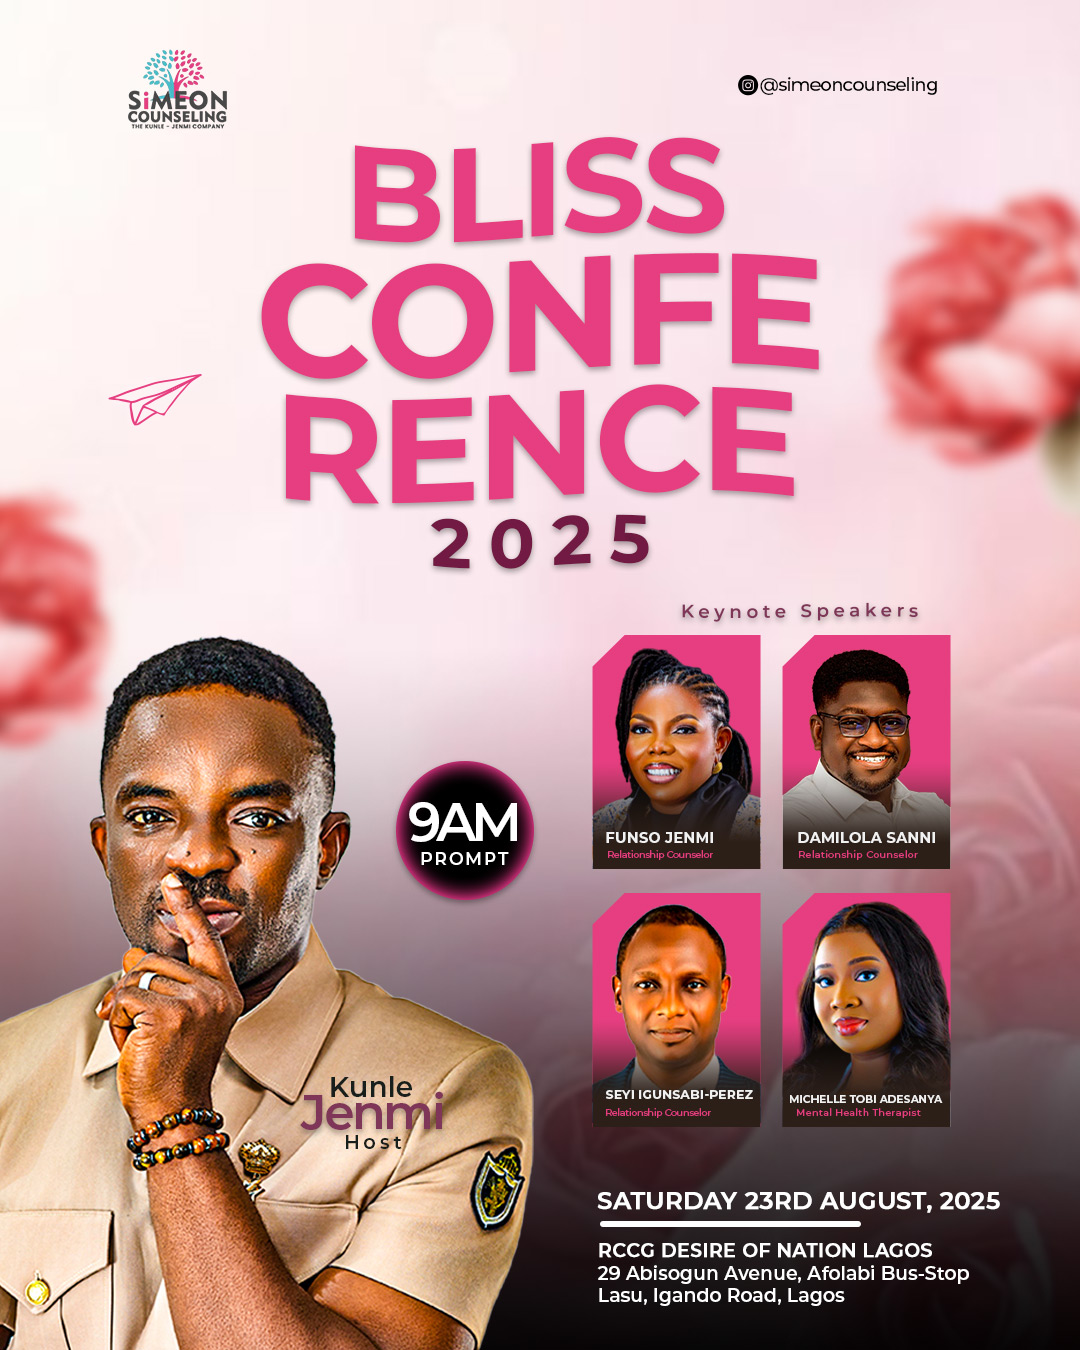 SiMEON
COUNSELING
THE KUNLE - JENMI COMPANY
@simeoncounseling
BLISS
CONFE
RENCE
2025
Keynote Speakers
FUNSO JENMI
Relationship Counselor
DAMILOLA SANNI
Relationship Counselor
9AM
PROMPT
SEYI IGUNSABI-PEREZ
Relationship Counselor
MICHELLE TOBI ADESANYA
Mental Health Therapist
Kunle
Jenmi
Host
SATURDAY 23RD AUGUST, 2025
RCCG DESIRE OF NATION LAGOS
29 Abisogun Avenue, Afolabi Bus-Stop
Lasu, Igando Road, Lagos